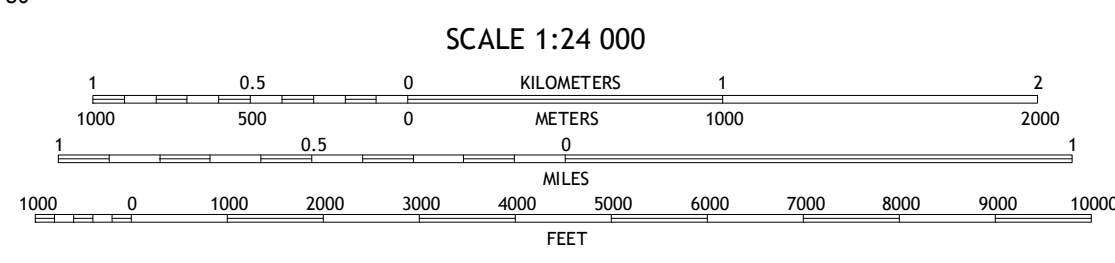 SCALE 1:24 000
1 0.5 0 KILOMETERS 1 2
1000 500 0 METERS 1000 2000
1 0.5 0 1
MILES
1000 0 1000 2000 3000 4000 5000 6000 7000 8000 9000 10000
FEET